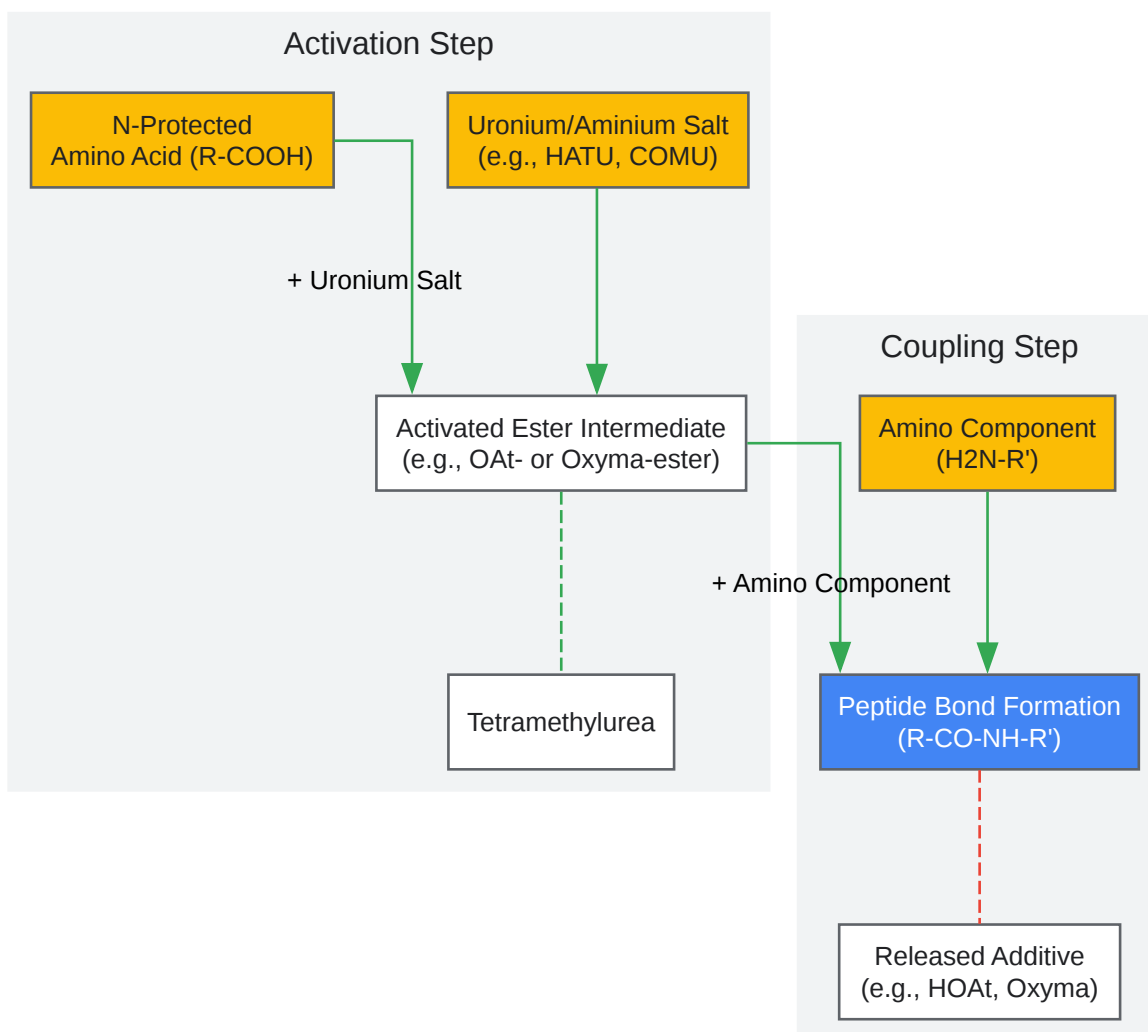 Activation Step
N-Protected
Amino Acid (R-COOH)
Uronium/Aminium Salt
(e.g., HATU, COMU)
+ Uronium Salt
Coupling Step
Activated Ester Intermediate
(e.g., OAt- or Oxyma-ester)
Amino Component
(H2N-R')
+ Amino Component
Tetramethylurea
Peptide Bond Formation
(R-CO-NH-R')
Released Additive
(e.g., HOAt, Oxyma)